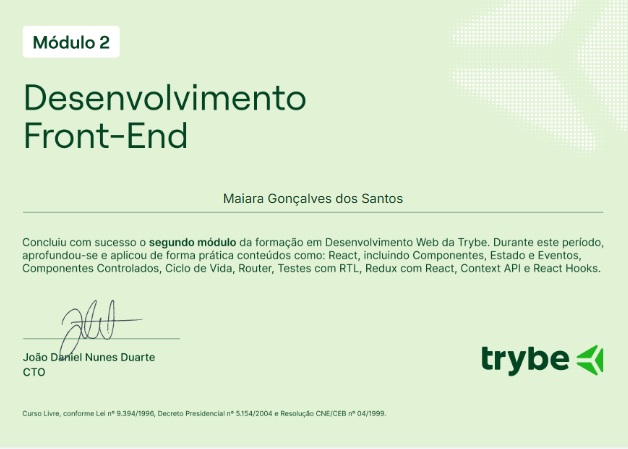 Módulo 2
Desenvolvimento
Front-End
Maiara Gonçalves dos Santos
Concluiu com sucesso o segundo módulo da formação em Desenvolvimento Web da Trybe. Durante este período,
aprofundou-se e aplicou de forma prática conteúdos como: React, incluindo Componentes, Estado e Eventos,
Componentes Controlados, Ciclo de Vida, Router, Testes com RTL, Redux com React, Context API e React Hooks.
João Daniel Nunes Duarte
CTO
trybe
Curso Livre, conforme Lei nº 9.394/1996, Decreto Presidencial nº 5.154/2004 e Resolução CNE/CEB nº 04/1999.